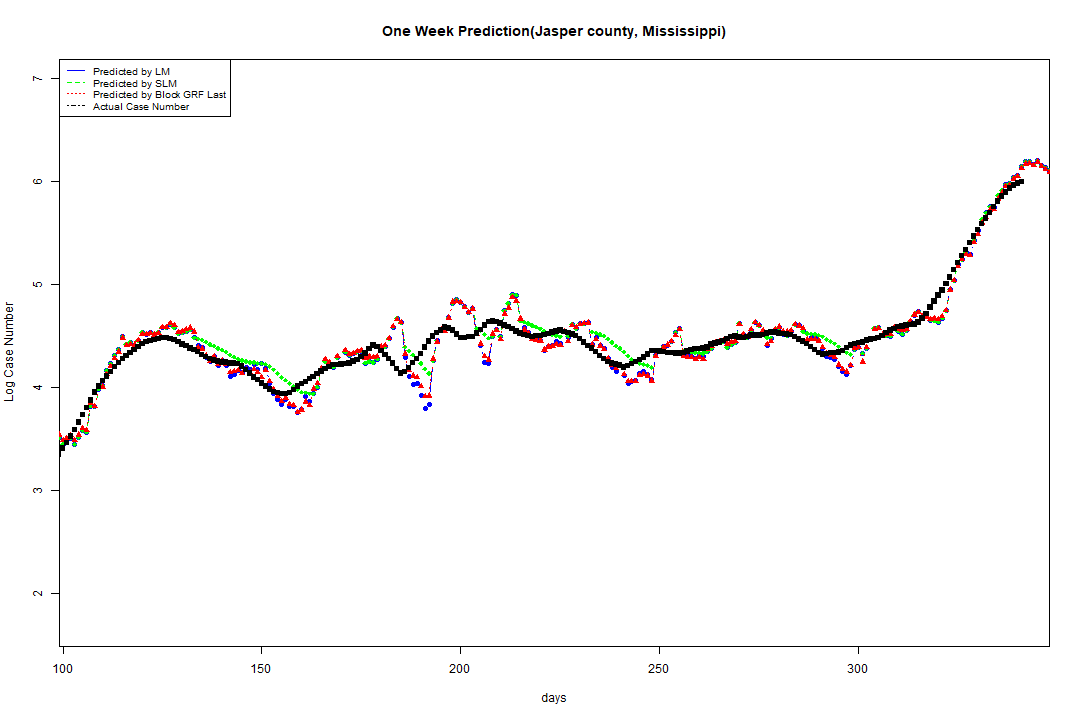 One Week Prediction(Jasper county, Mississippi)
Predicted by LM
Predicted by SLM
Predicted by Block GRF Last
Actual Case Number
7
6
5
4
3
2
Log Case Number
100 150 200 250 300
days